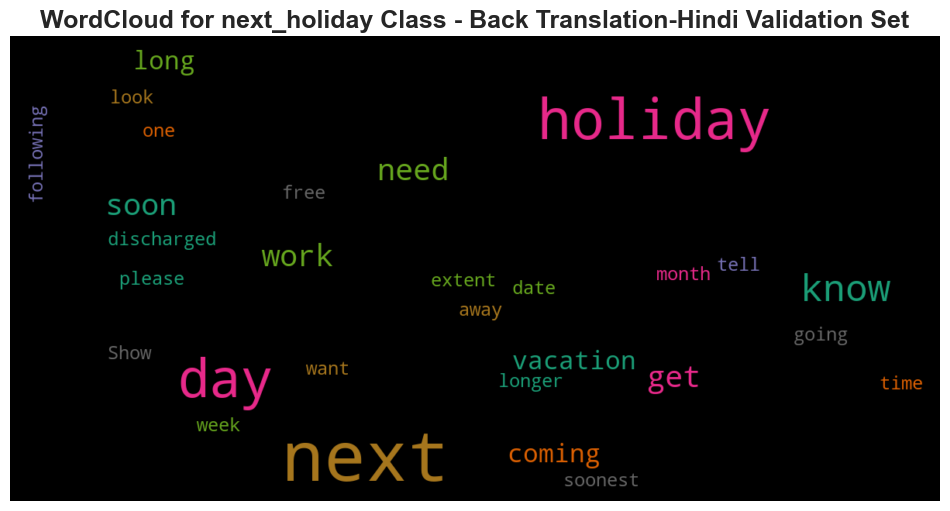 WordCloud for next_holiday Class - Back Translation-Hindi Validation Set
long
look
one
following
holiday
need
free
soon
discharged
work
please
extent
date
away
month
tell
know
going
Show
day
want
vacation
longer
get
time
week
next
coming
soonest